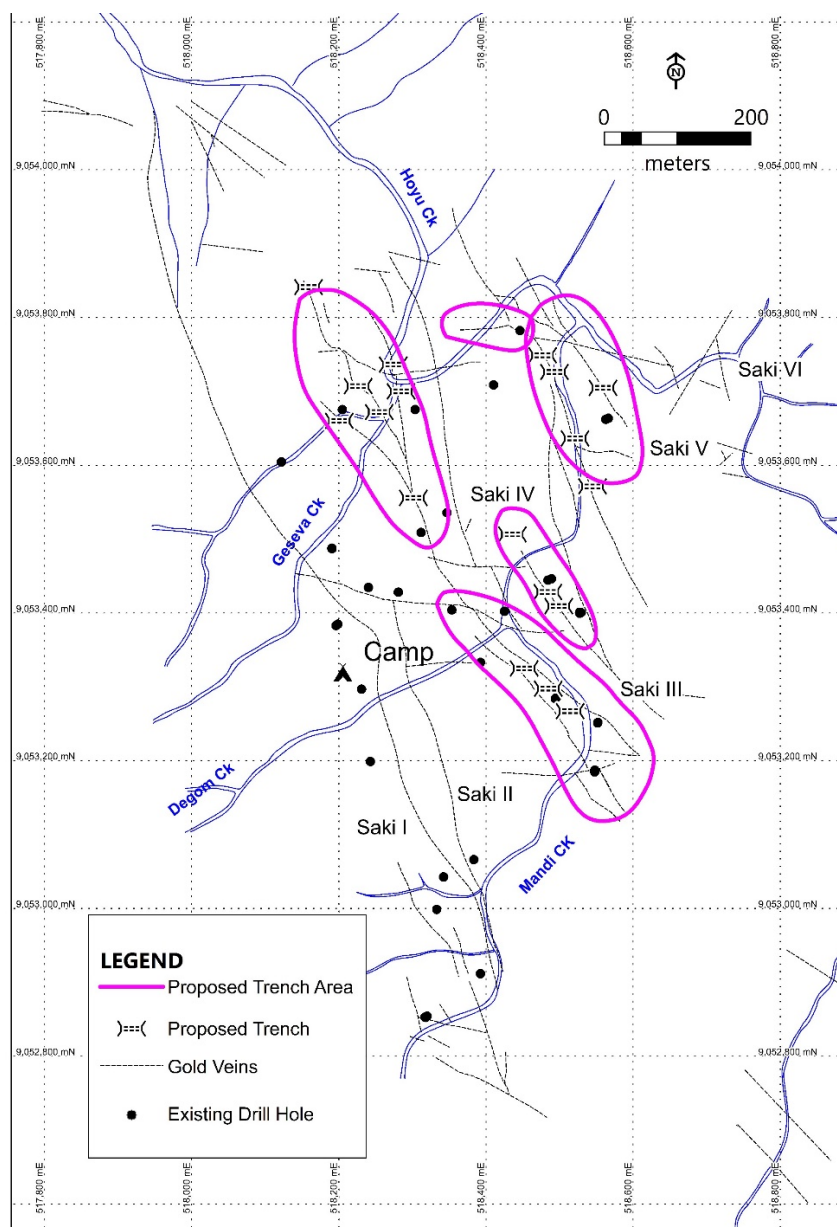 517.800 mE
518.000 mE
518.200 mE
518.400 mE
518.600 mE
518.800 mE
N
0 200
meters
9,054,000 mN
9,054,000 mN
Hoyu Ck
9,053,800 mN
9,053,800 mN
Saki VI
Saki V
9,053,600 mN
9,053,600 mN
Saki IV
Geseva Ck
9,053,400 mN
9,053,400 mN
Camp
Saki III
9,053,200 mN
9,053,200 mN
Degom Ck
Saki II
Saki I
Mandi CK
9,053,000 mN
9,053,000 mN
LEGEND
Proposed Trench Area
Proposed Trench
Gold Veins
Existing Drill Hole
9,052,800 mN
9,052,800 mN
517.800 mE
518.000 mE
518.200 mE
518.400 mE
518.600 mE
518.800 mE